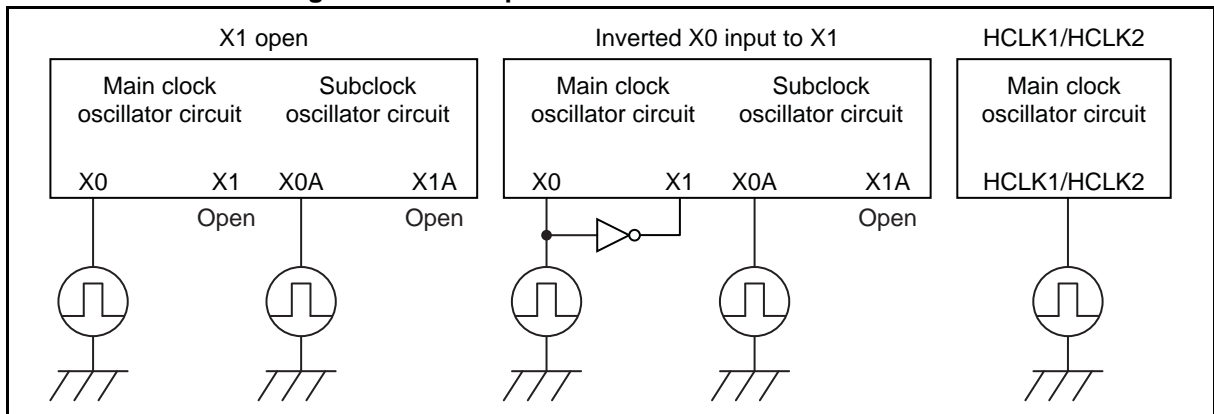 X1 open
Main clock
oscillator circuit
Subclock
oscillator circuit
X0 X1 X0A X1A
Open Open
Inverted X0 input to X1
Main clock
oscillator circuit
Subclock
oscillator circuit
X0 X1 X0A X1A
Open
HCLK1/HCLK2
Main clock
oscillator circuit
HCLK1/HCLK2